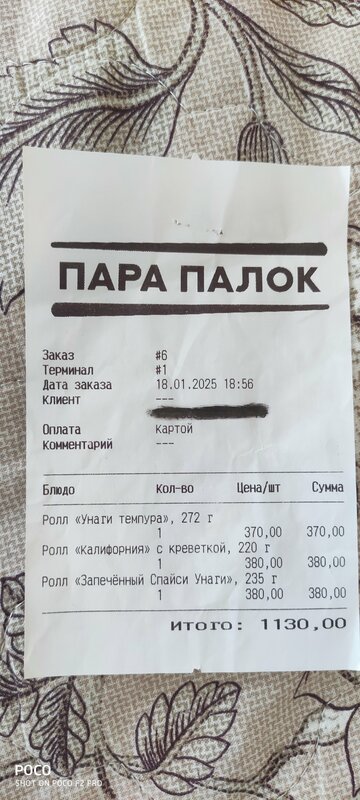 ПАРА ПАЛОК
Заказ #6
Терминал #1
Дата заказа 18.01.2025 18:56
Клиент ---
Оплата Картой
Комментарий ---
Блюдо Кол-во Цена/шт Сумма
Ролл «Унаги темпура», 272 г
1 370,00 370,00
Ролл «Калифорния» с креветкой, 220 г
1 380,00 380,00
Ролл «Запечённый Спайси Унаги», 235 г
1 380,00 380,00
Итого: 1130,00
POCO
SHOT ON POCO F2 PRO